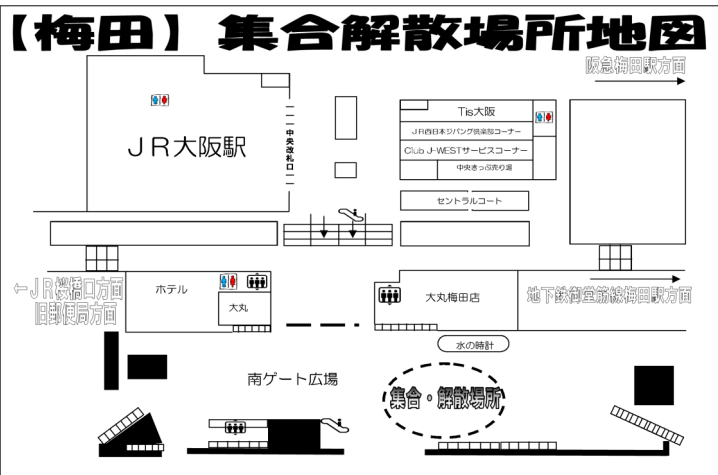 【梅田】 集合解散場所地図
阪急梅田駅方面
JR大阪駅
中央改札口
Tis大阪
JR西日本ジパング倶楽部コーナー
Club J-WESTサービスコーナー
中央きっぷ売り場
セントラルコート
←JR桜橋口方面
旧郵便局方面
ホテル
大丸
大丸梅田店
地下鉄御堂筋線梅田駅方面
水の時計
南ゲート広場
集合・解散場所